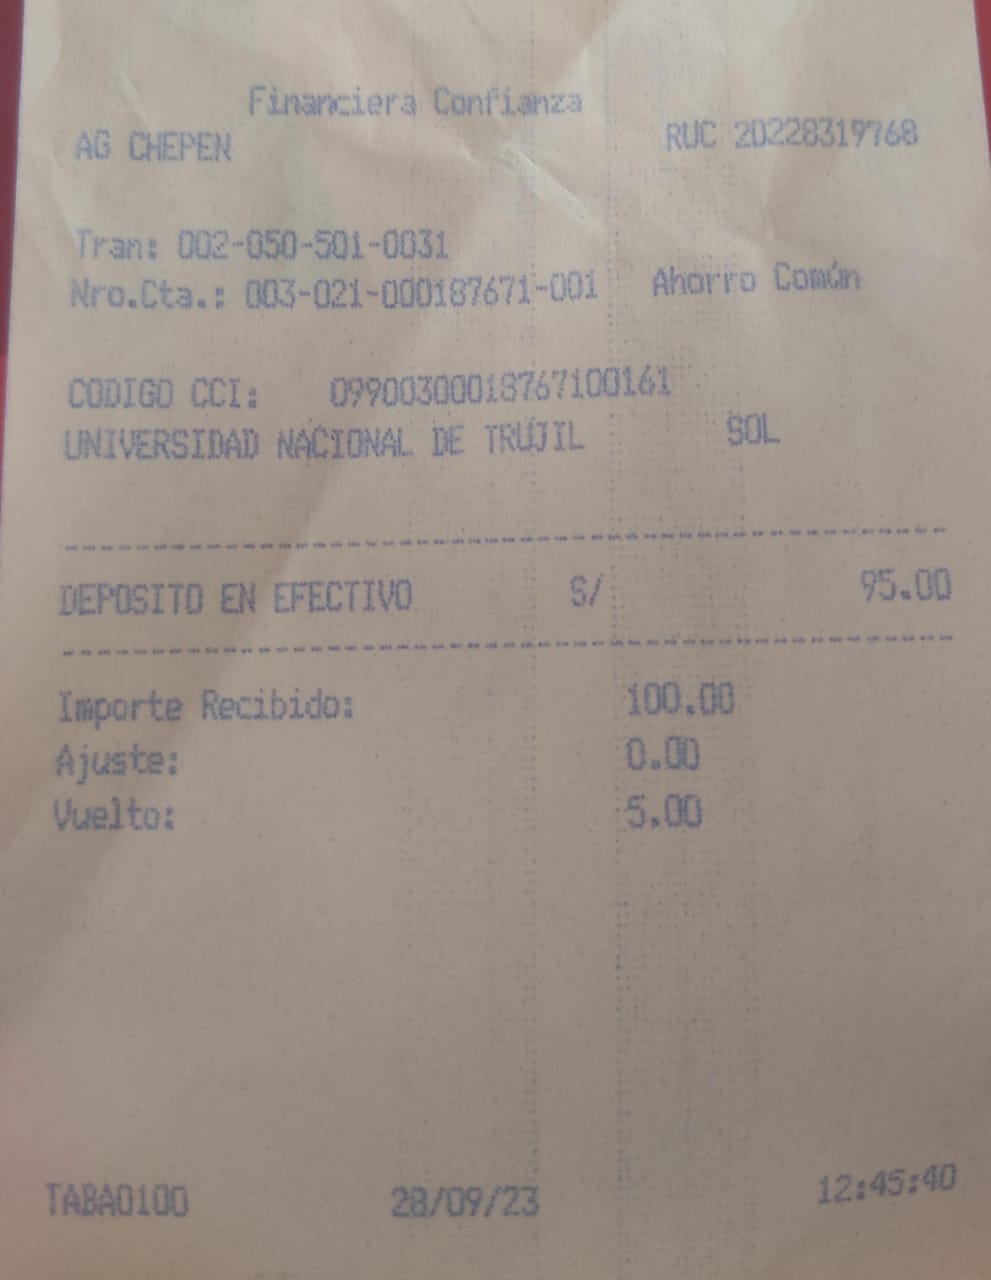 Financiera Confianza
AG CHEPEN RUC 20228319768
Tran: 002-050-501-0031
Nro.Cta.: 003-021-000187671-001 Ahorro Común
CODIGO CCI: 09900300018767100161
UNIVERSIDAD NACIONAL DE TRUJIL SOL
DEPOSITO EN EFECTIVO S/ 95.00
Importe Recibido: 100.00
Ajuste: 0.00
Vuelto: 5.00
TABA0100 28/09/23 12:45:40